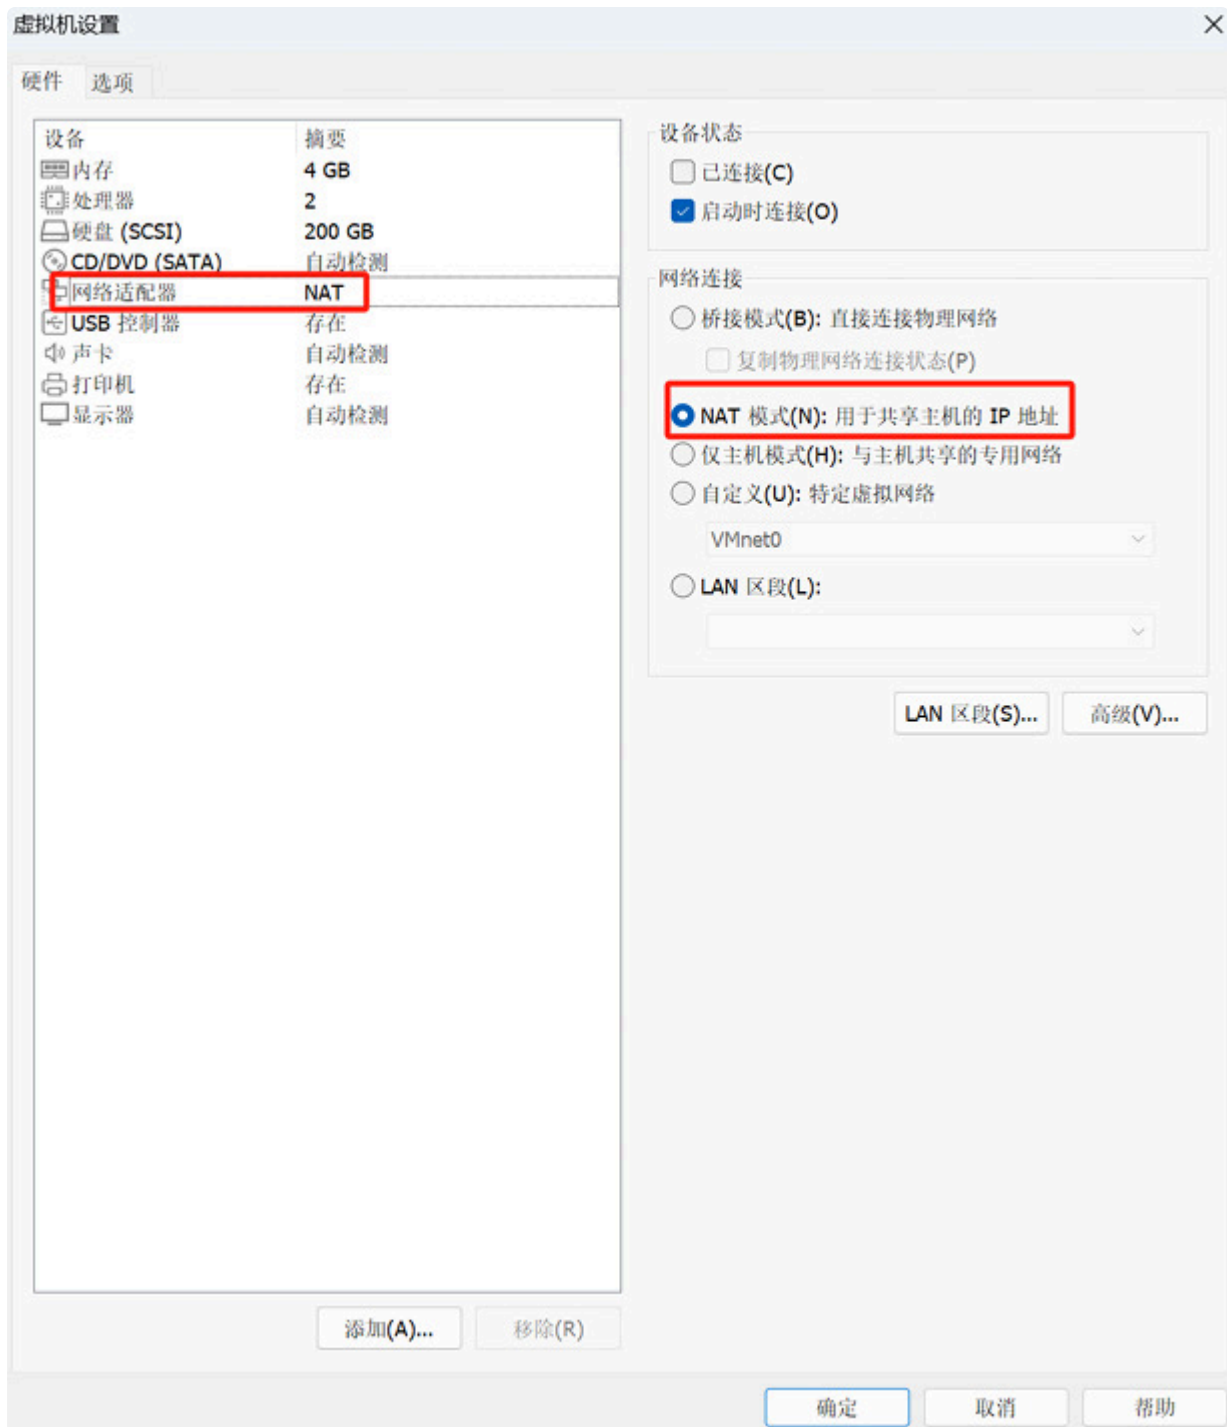 虚拟机设置
硬件 选项
设备 摘要
内存 4 GB
处理器 2
硬盘 (SCSI) 200 GB
CD/DVD (SATA) 自动检测
网络适配器 NAT
USB 控制器 存在
声卡 自动检测
打印机 存在
显示器 自动检测
添加(A)... 移除(R)
设备状态
已连接(C)
启动时连接(O)
网络连接
桥接模式(B): 直接连接物理网络
复制物理网络连接状态(P)
NAT 模式(N): 用于共享主机的 IP 地址
仅主机模式(H): 与主机共享的专用网络
自定义(U): 特定虚拟网络
VMnet0
LAN 区段(L):
LAN 区段(S)... 高级(V)...
确定 取消 帮助